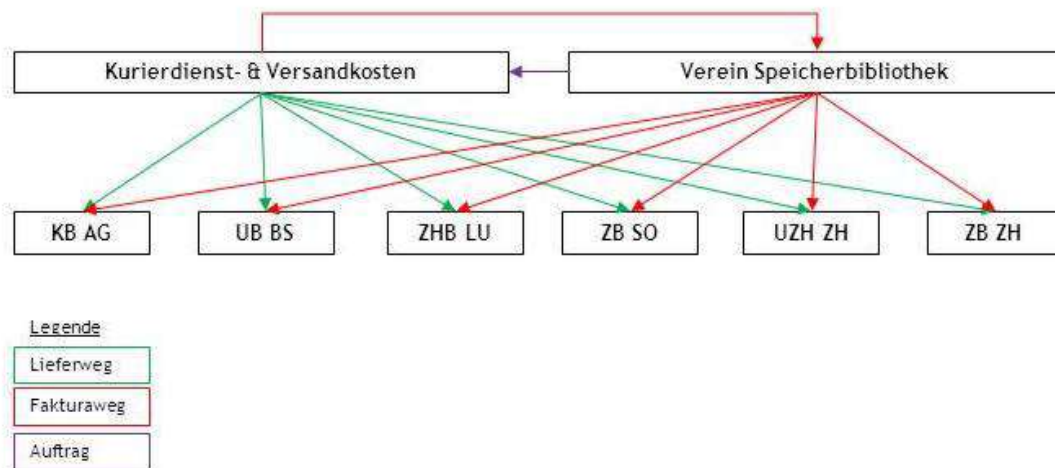 Kurierdienst- & Versandkosten
Verein Speicherbibliothek
KB AG
UB BS
ZHB LU
ZB SO
UZH ZH
ZB ZH
Legende
Lieferweg
Fakturaweg
Auftrag